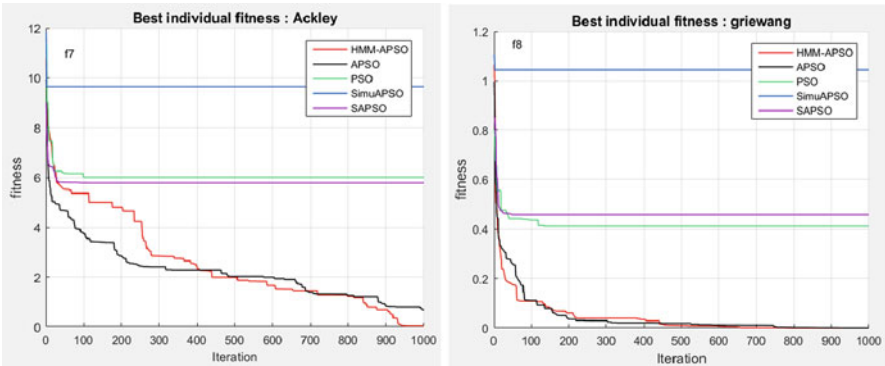 Best individual fitness : Ackley
f7
HMM-APSO
APSO
PSO
SimuAPSO
SAPSO
fitness
12
10
8
6
4
2
0
0 100 200 300 400 500 600 700 800 900 1000
Iteration
Best individual fitness : griewang
f8
HMM-APSO
APSO
PSO
SimuAPSO
SAPSO
fitness
1.2
1
0.8
0.6
0.4
0.2
0
0 100 200 300 400 500 600 700 800 900 1000
Iteration